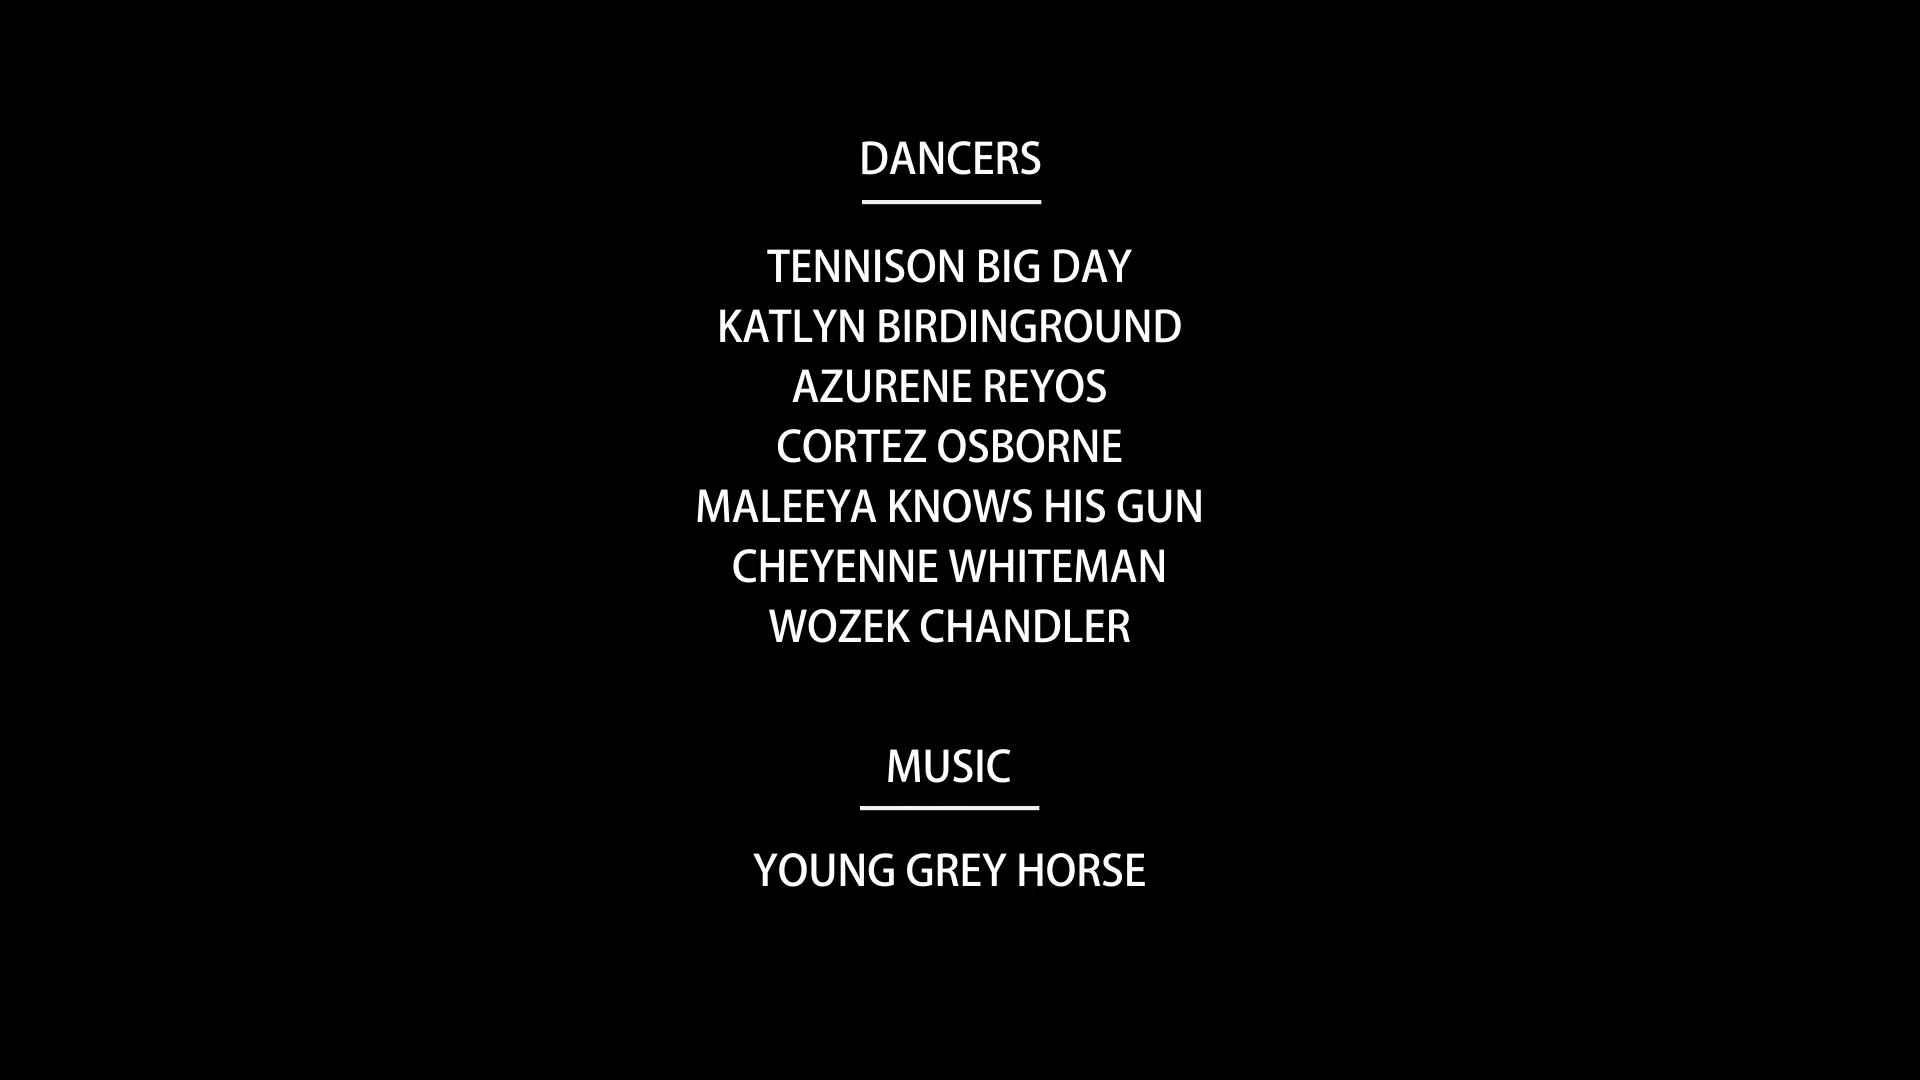 DANCERS
TENNISON BIG DAY
KATLYN BIRDINGROUND
AZURENE REYOS
CORTEZ OSBORNE
MALEEYA KNOWS HIS GUN
CHEYENNE WHITEMAN
WOZEK CHANDLER
MUSIC
YOUNG GREY HORSE